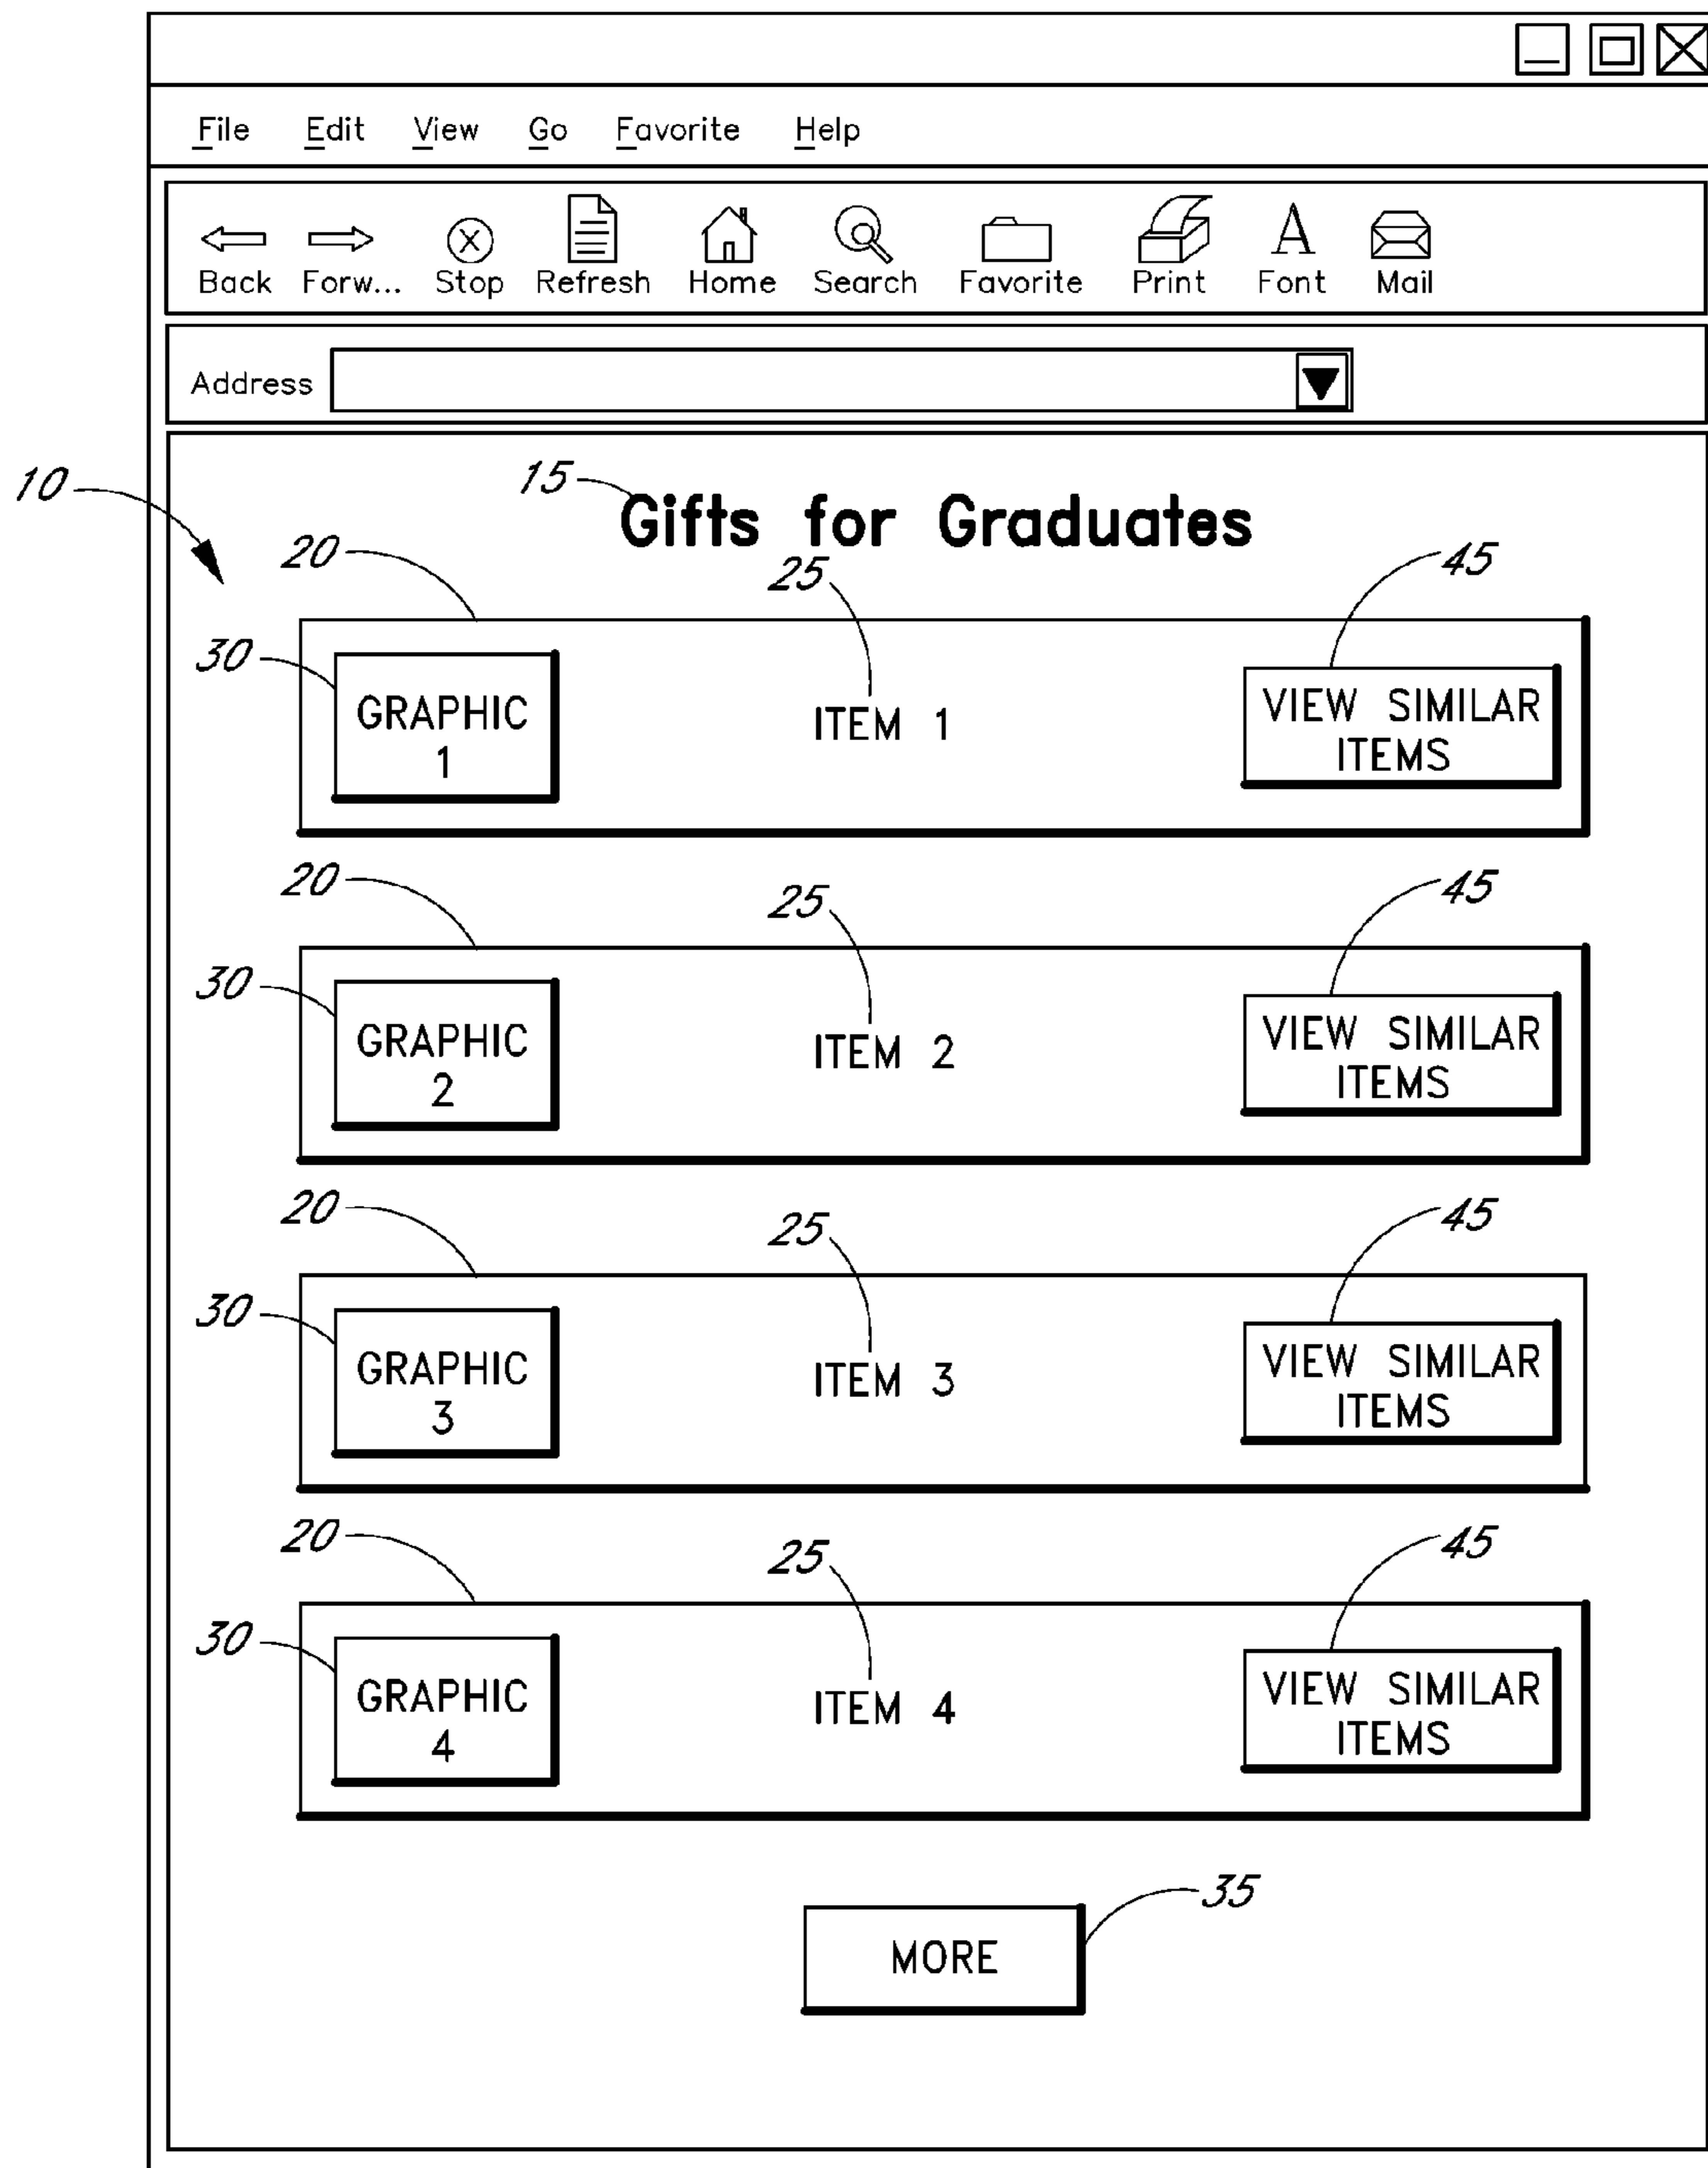 File Edit View Go Favorite Help
Back Forw... Stop Refresh Home Search Favorite Print Font Mail
Address
10
15
Gifts for Graduates
20
25
45
30
GRAPHIC
1
ITEM 1
VIEW SIMILAR
ITEMS
20
25
45
30
GRAPHIC
2
ITEM 2
VIEW SIMILAR
ITEMS
20
25
45
30
GRAPHIC
3
ITEM 3
VIEW SIMILAR
ITEMS
20
25
45
30
GRAPHIC
4
ITEM 4
VIEW SIMILAR
ITEMS
35
MORE